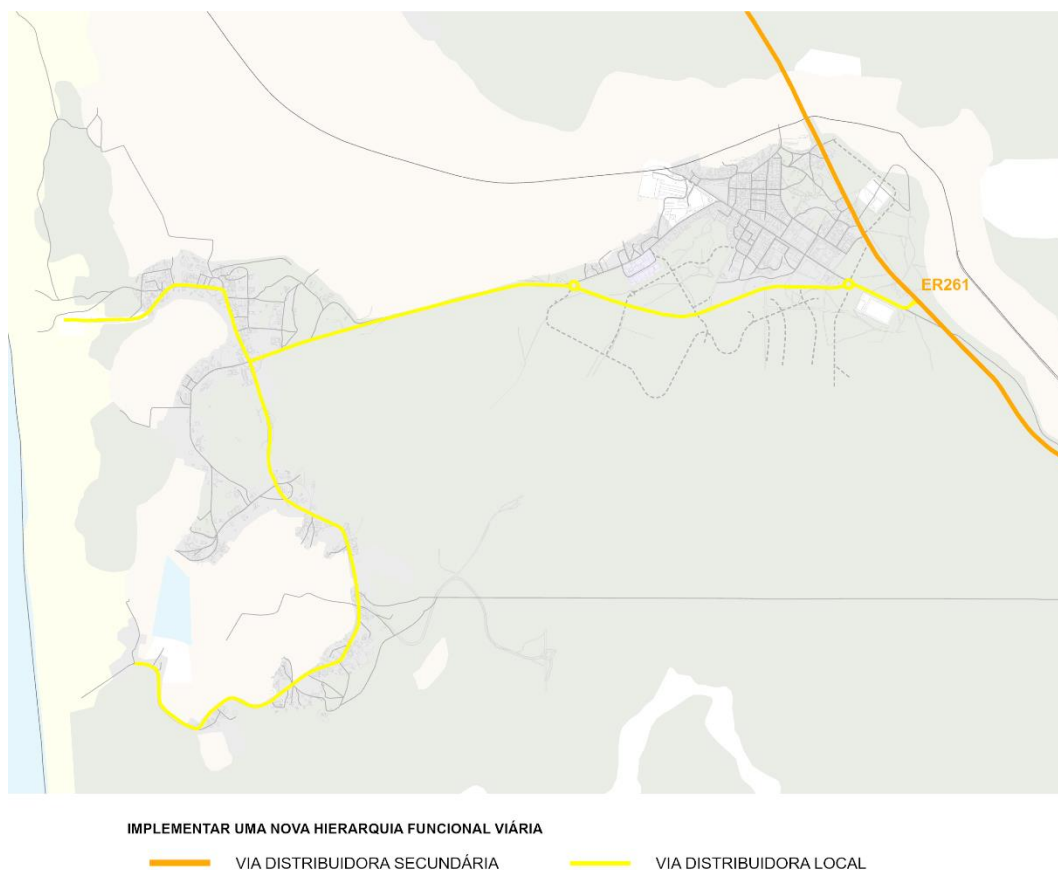 ER261
IMPLEMENTAR UMA NOVA HIERARQUIA FUNCIONAL VIÁRIA
VIA DISTRIBUIDORA SECUNDÁRIA VIA DISTRIBUIDORA LOCAL